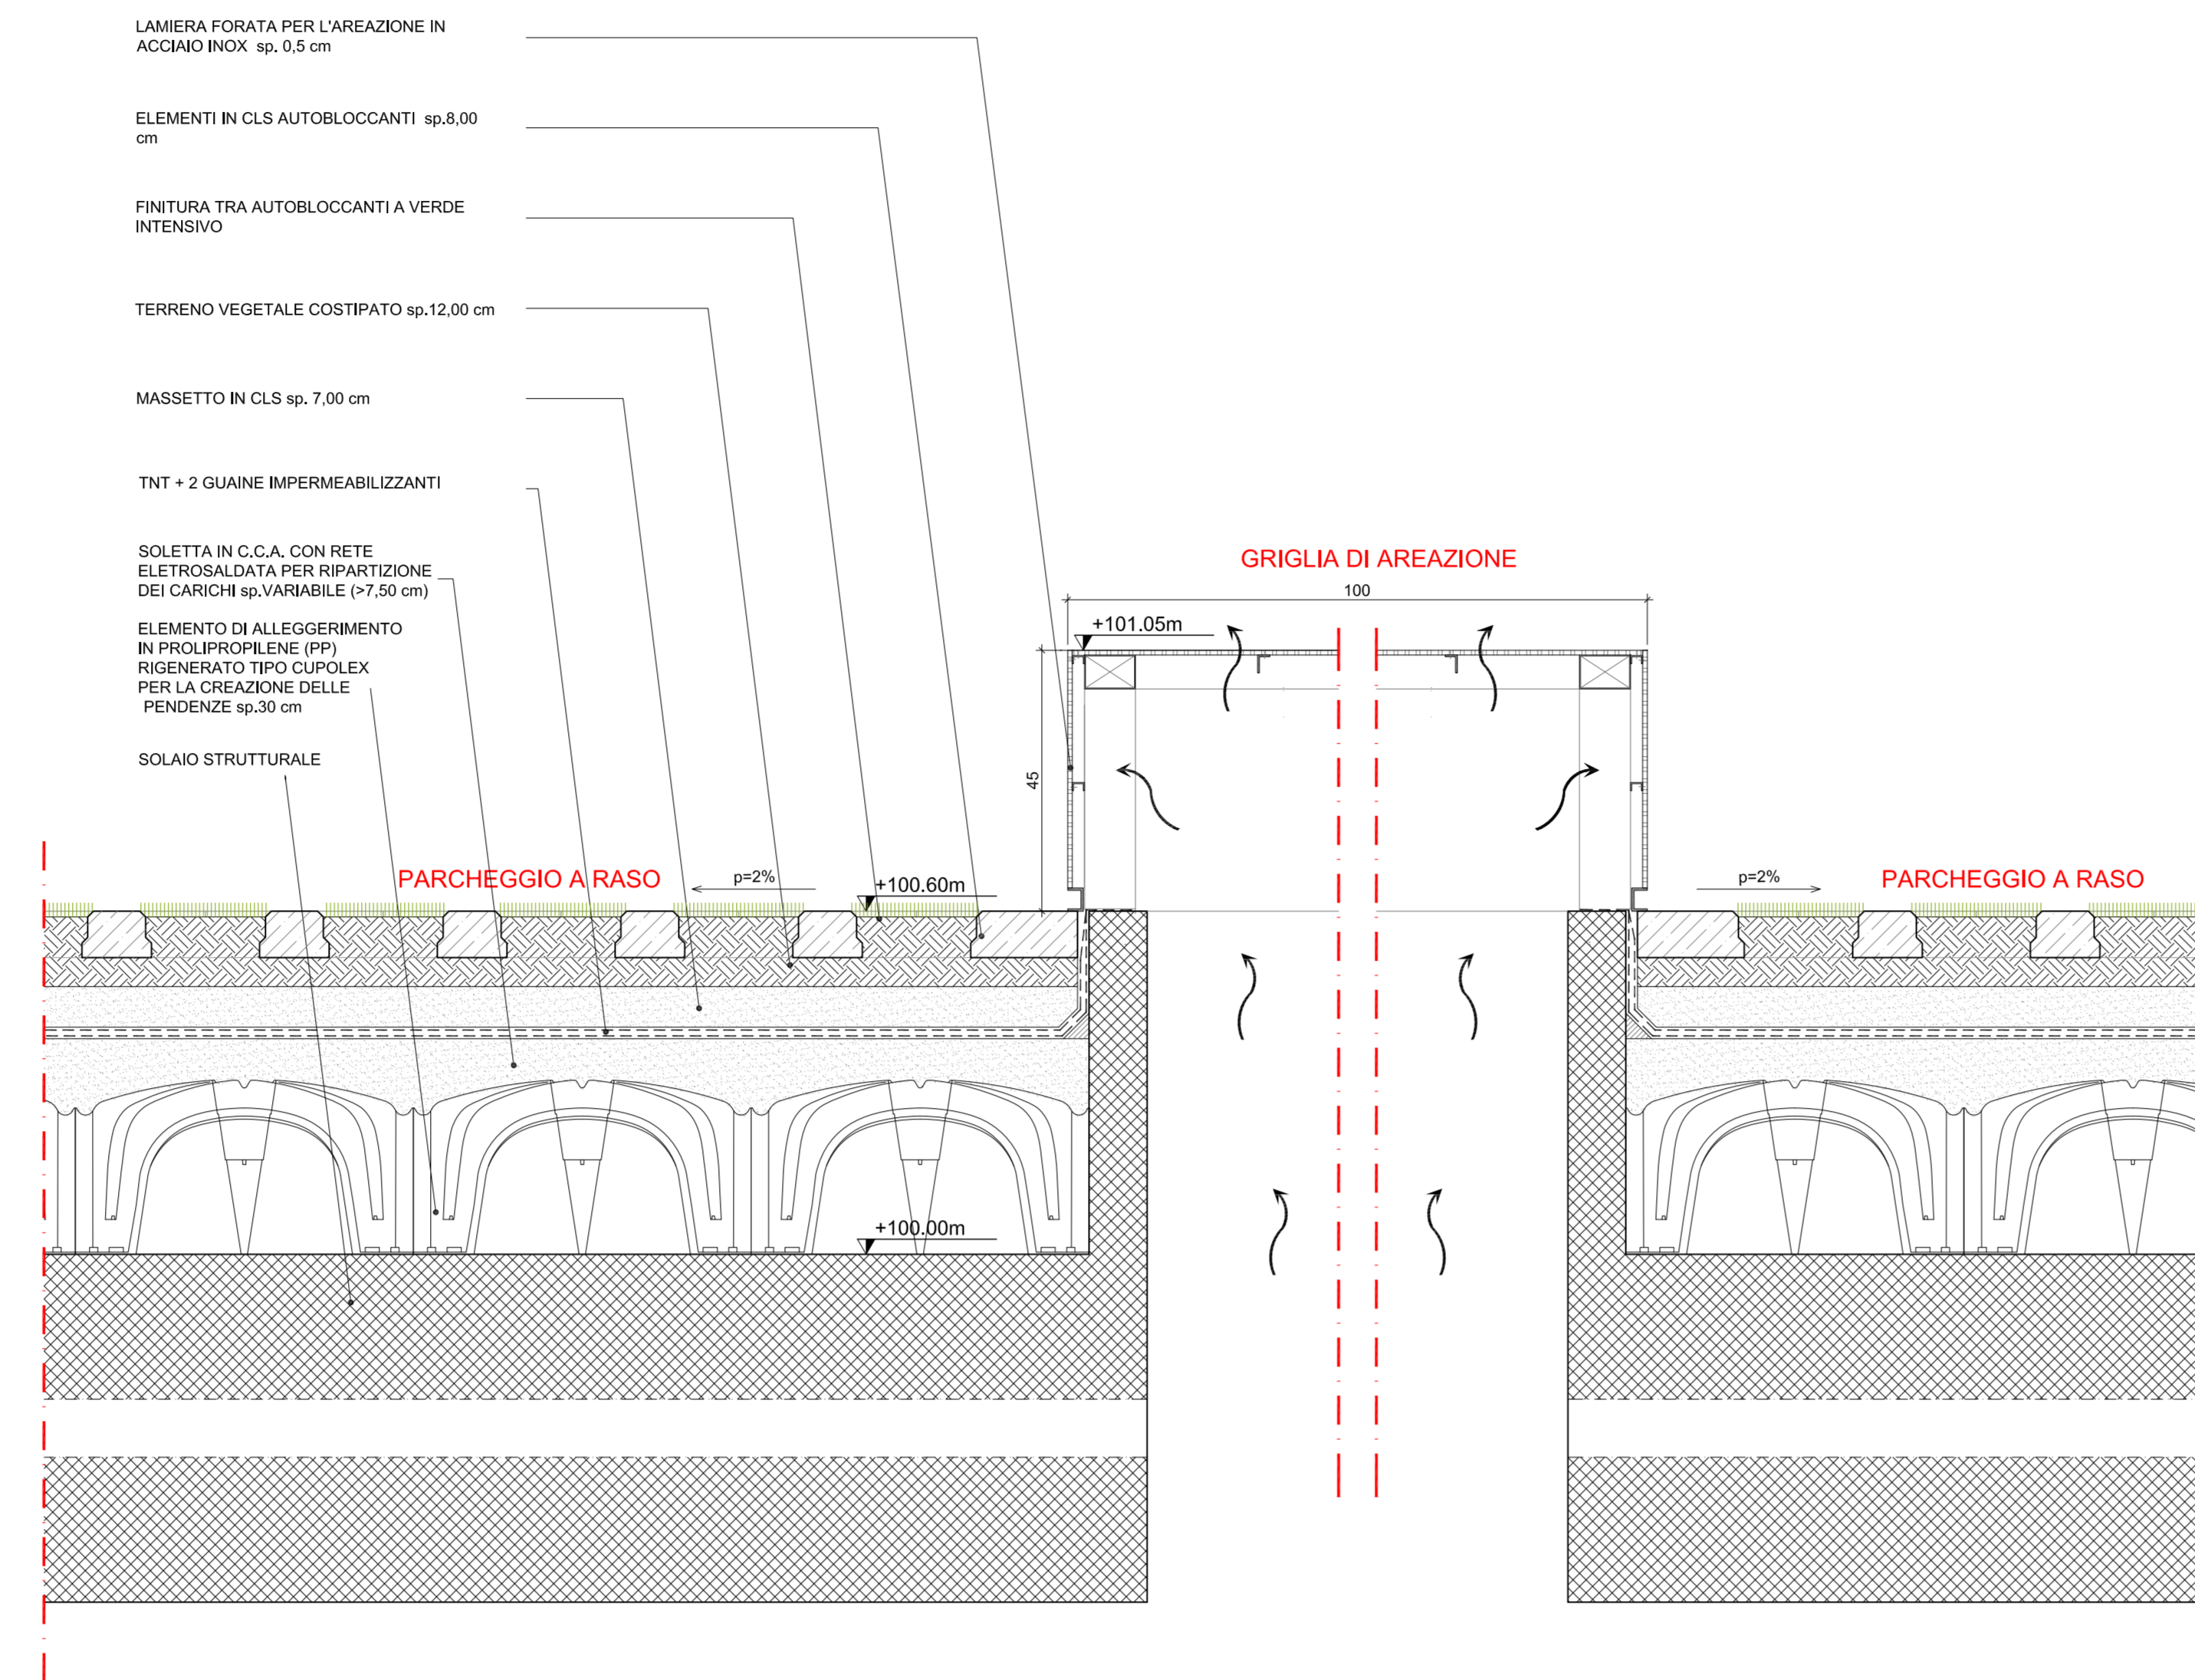 LAMIERA FORATA PER L'AREAZIONE IN
ACCIAIO INOX sp. 0,5 cm
ELEMENTI IN CLS AUTOBLOCCANTI sp.8,00
cm
FINITURA TRA AUTOBLOCCANTI A VERDE
INTENSIVO
TERRENO VEGETALE COSTIPATO sp.12,00 cm
MASSETTO IN CLS sp. 7,00 cm
TNT + 2 GUAINE IMPERMEABILIZZANTI
SOLETTA IN C.C.A. CON RETE
ELETROSALDATA PER RIPARTIZIONE
DEI CARICHI sp.VARIABILE (>7,50 cm)
ELEMENTO DI ALLEGGERIMENTO
IN PROLIPROPILENE (PP)
RIGENERATO TIPO CUPOLEX
PER LA CREAZIONE DELLE
PENDENZE sp.30 cm
SOLAIO STRUTTURALE
GRIGLIA DI AREAZIONE
100
+101.05m
45
PARCHEGGIO A RASO
p=2%
+100.60m
p=2%
PARCHEGGIO A RASO
+100.00m